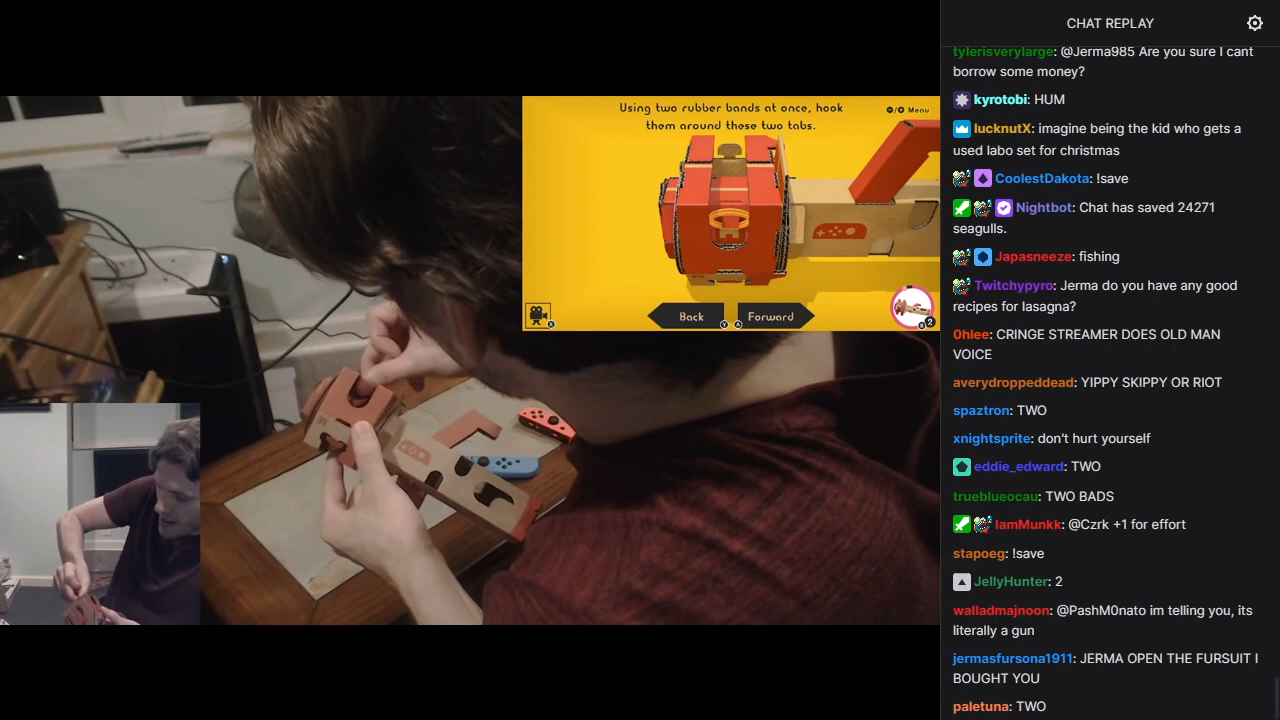 CHAT REPLAY
tylerisverylarge: @Jerma985 Are you sure I cant
borrow some money?
kyrotobi: HUM
lucknutX: imagine being the kid who gets a
used labo set for christmas
CoolestDakota: !save
Nightbot: Chat has saved 24271
seagulls.
Japasneeze: fishing
Twitchypyro: Jerma do you have any good
recipes for lasagna?
0hlee: CRINGE STREAMER DOES OLD MAN
VOICE
averydroppeddead: YIPPY SKIPPY OR RIOT
spaztron: TWO
xnightsprite: don't hurt yourself
eddie_edward: TWO
trueblueocau: TWO BADS
IamMunkk: @Czrk +1 for effort
stapoeg: !save
JellyHunter: 2
walladmajnoon: @PashM0nato im telling you, its
literally a gun
jermasfursona1911: JERMA OPEN THE FURSUIT I
BOUGHT YOU
paletuna: TWO
Using two rubber bands at once, hook
them around these two tabs.
Menu
Back
Forward
X
Y
A
2